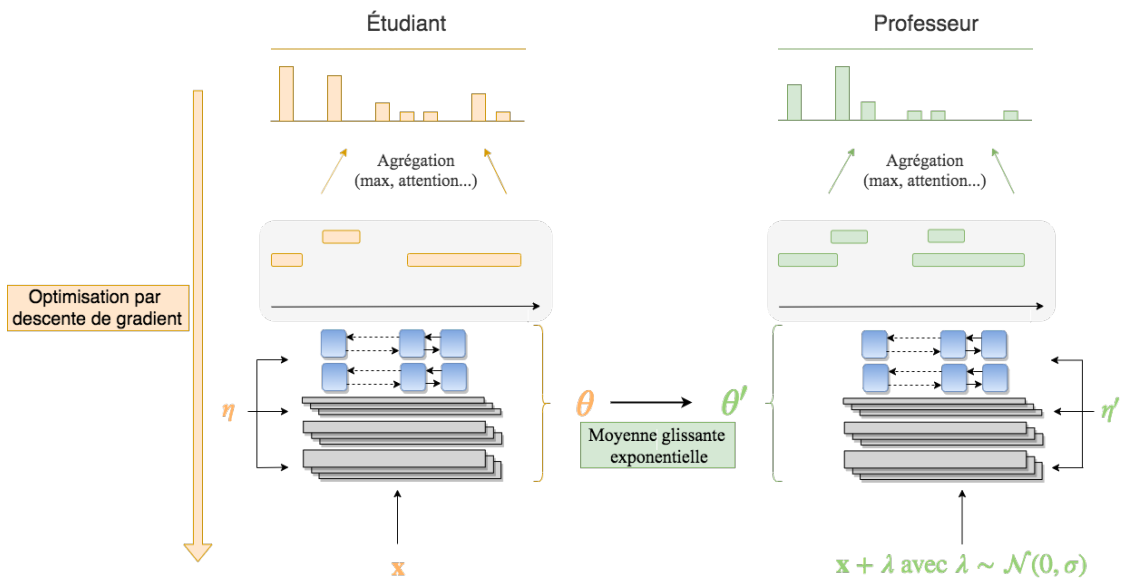 Étudiant
Professeur
Agrégation
(max, attention...)
Agrégation
(max, attention...)
Optimisation par
descente de gradient
η
θ
θ′
η′
Moyenne glissante
exponentielle
x
x + λ avec λ ∼ 𝒩(0, σ)